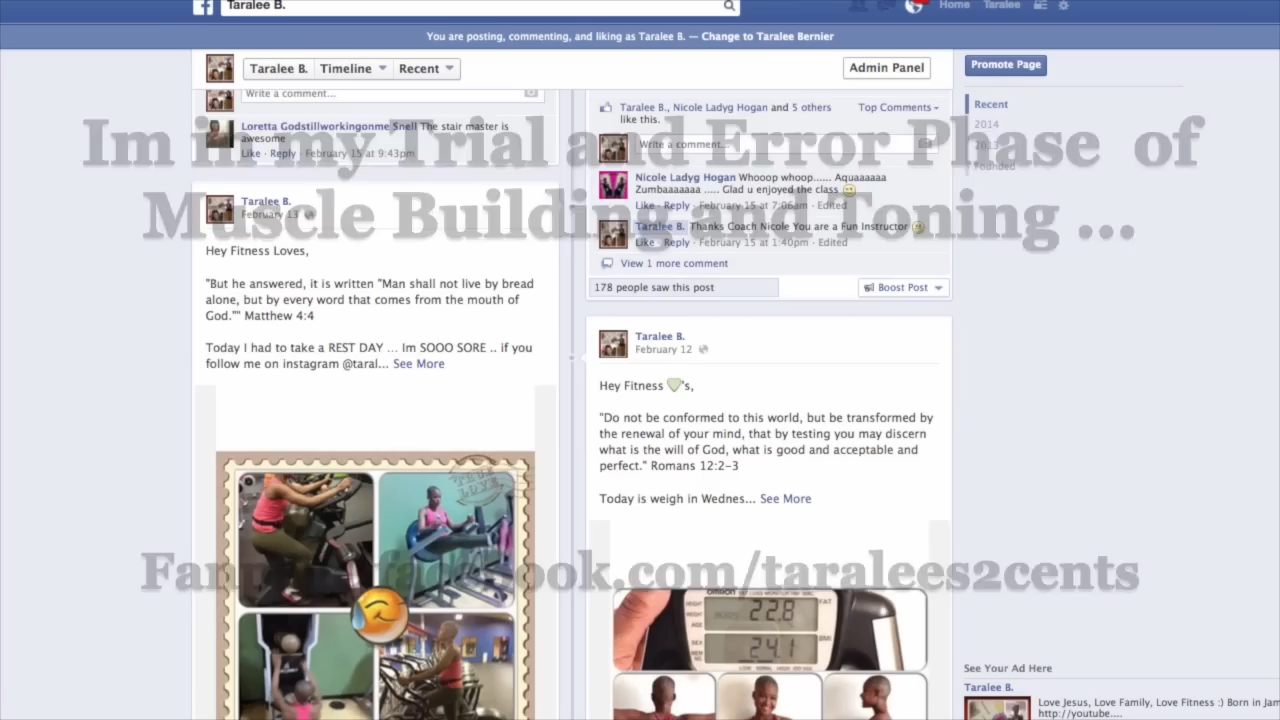 Taralee B.
Home Taralee
You are posting, commenting, and liking as Taralee B. — Change to Taralee Bernier
Taralee B. Timeline Recent
Admin Panel
Promote Page
Recent
2014
Founded
Im in my Trial and Error Phase of
Muscle Building and Toning ...
Write a comment...
Loretta Godstillworkingonme Snell The stair master is
awesome
Like · Reply · February 15 at 9:43pm
Taralee B.
February 13
Hey Fitness Loves,
"But he answered, it is written "Man shall not live by bread
alone, but by every word that comes from the mouth of
God."" Matthew 4:4
Today I had to take a REST DAY ... Im SOOO SORE .. if you
follow me on instagram @taral... See More
Taralee B., Nicole Ladyg Hogan and 5 others
like this.
Top Comments
Write a comment...
Nicole Ladyg Hogan Whooop whoop...... Aquaaaaaa
Zumbaaaaaaa ..... Glad u enjoyed the class
Like · Reply · February 15 at 7:06am · Edited
Taralee B. Thanks Coach Nicole You are a Fun Instructor
Like · Reply · February 15 at 1:40pm · Edited
View 1 more comment
178 people saw this post
Boost Post
Taralee B.
February 12
Hey Fitness 's,
"Do not be conformed to this world, but be transformed by
the renewal of your mind, that by testing you may discern
what is the will of God, what is good and acceptable and
perfect." Romans 12:2-3
Today is weigh in Wednes... See More
facebook.com/taralees2cents
OMRON
FAT
22.8
BMI
24.1
See Your Ad Here
Taralee B.
Love Jesus, Love Family, Love Fitness :) Born in Jam
http://youtube....